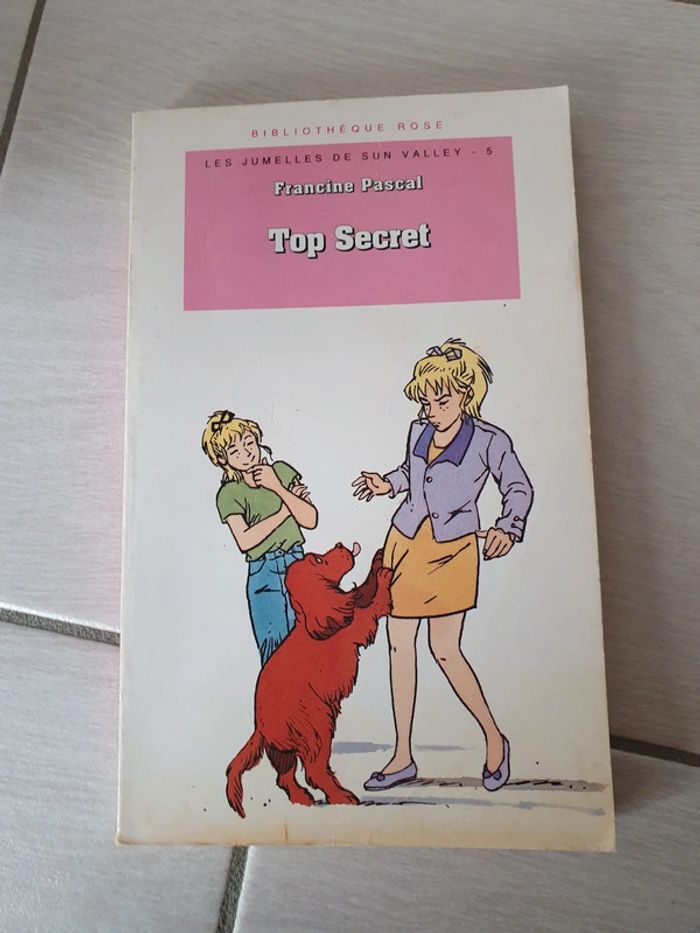 BIBLIOTHÈQUE ROSE
LES JUMELLES DE SUN VALLEY - 5
Francine Pascal
Top Secret